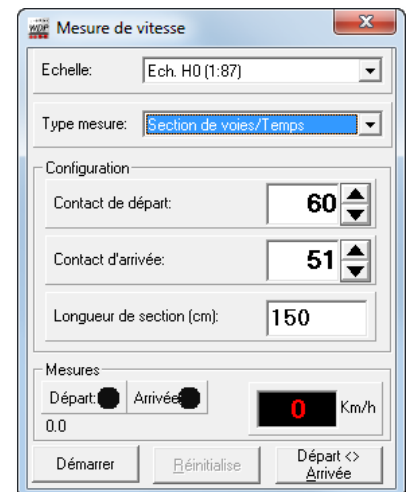 WDP Mesure de vitesse
Echelle: Ech. H0 (1:87)
Type mesure: Section de voies/Temps
Configuration
Contact de départ: 60
Contact d'arrivée: 51
Longueur de section (cm): 150
Mesures
Départ: Arrivée
0 Km/h
0.0
Démarrer Réinitialise Départ <>
Arrivée